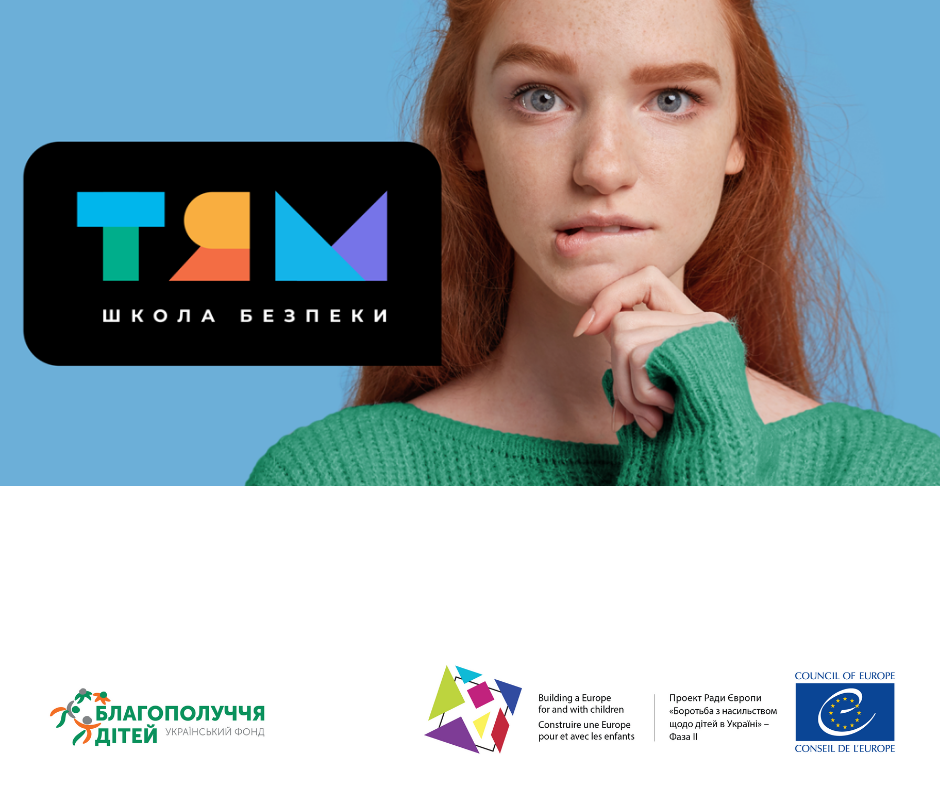 ТЯМ
ШКОЛА БЕЗПЕКИ
БЛАГОПОЛУЧЧЯ
ДІТЕЙ УКРАЇНСЬКИЙ ФОНД
Building a Europe
for and with children
Construire une Europe
pour et avec les enfants
Проект Ради Європи
«Боротьба з насильством
щодо дітей в Україні» –
Фаза ІІ
COUNCIL OF EUROPE
CONSEIL DE L'EUROPE